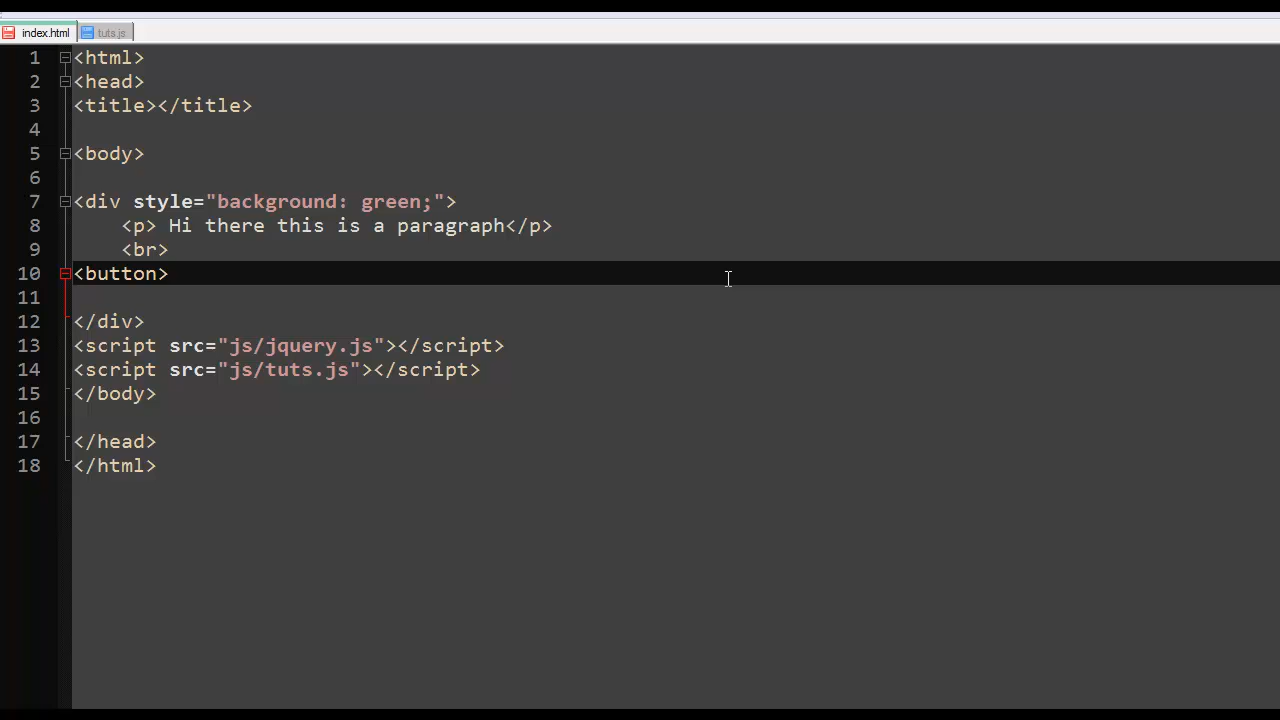 index.html tuts.js
1 <html>
2 <head>
3 <title></title>
4
5 <body>
6
7 <div style="background: green;">
8 <p> Hi there this is a paragraph</p>
9 <br>
10 <button>
11
12 </div>
13 <script src="js/jquery.js"></script>
14 <script src="js/tuts.js"></script>
15 </body>
16
17 </head>
18 </html>